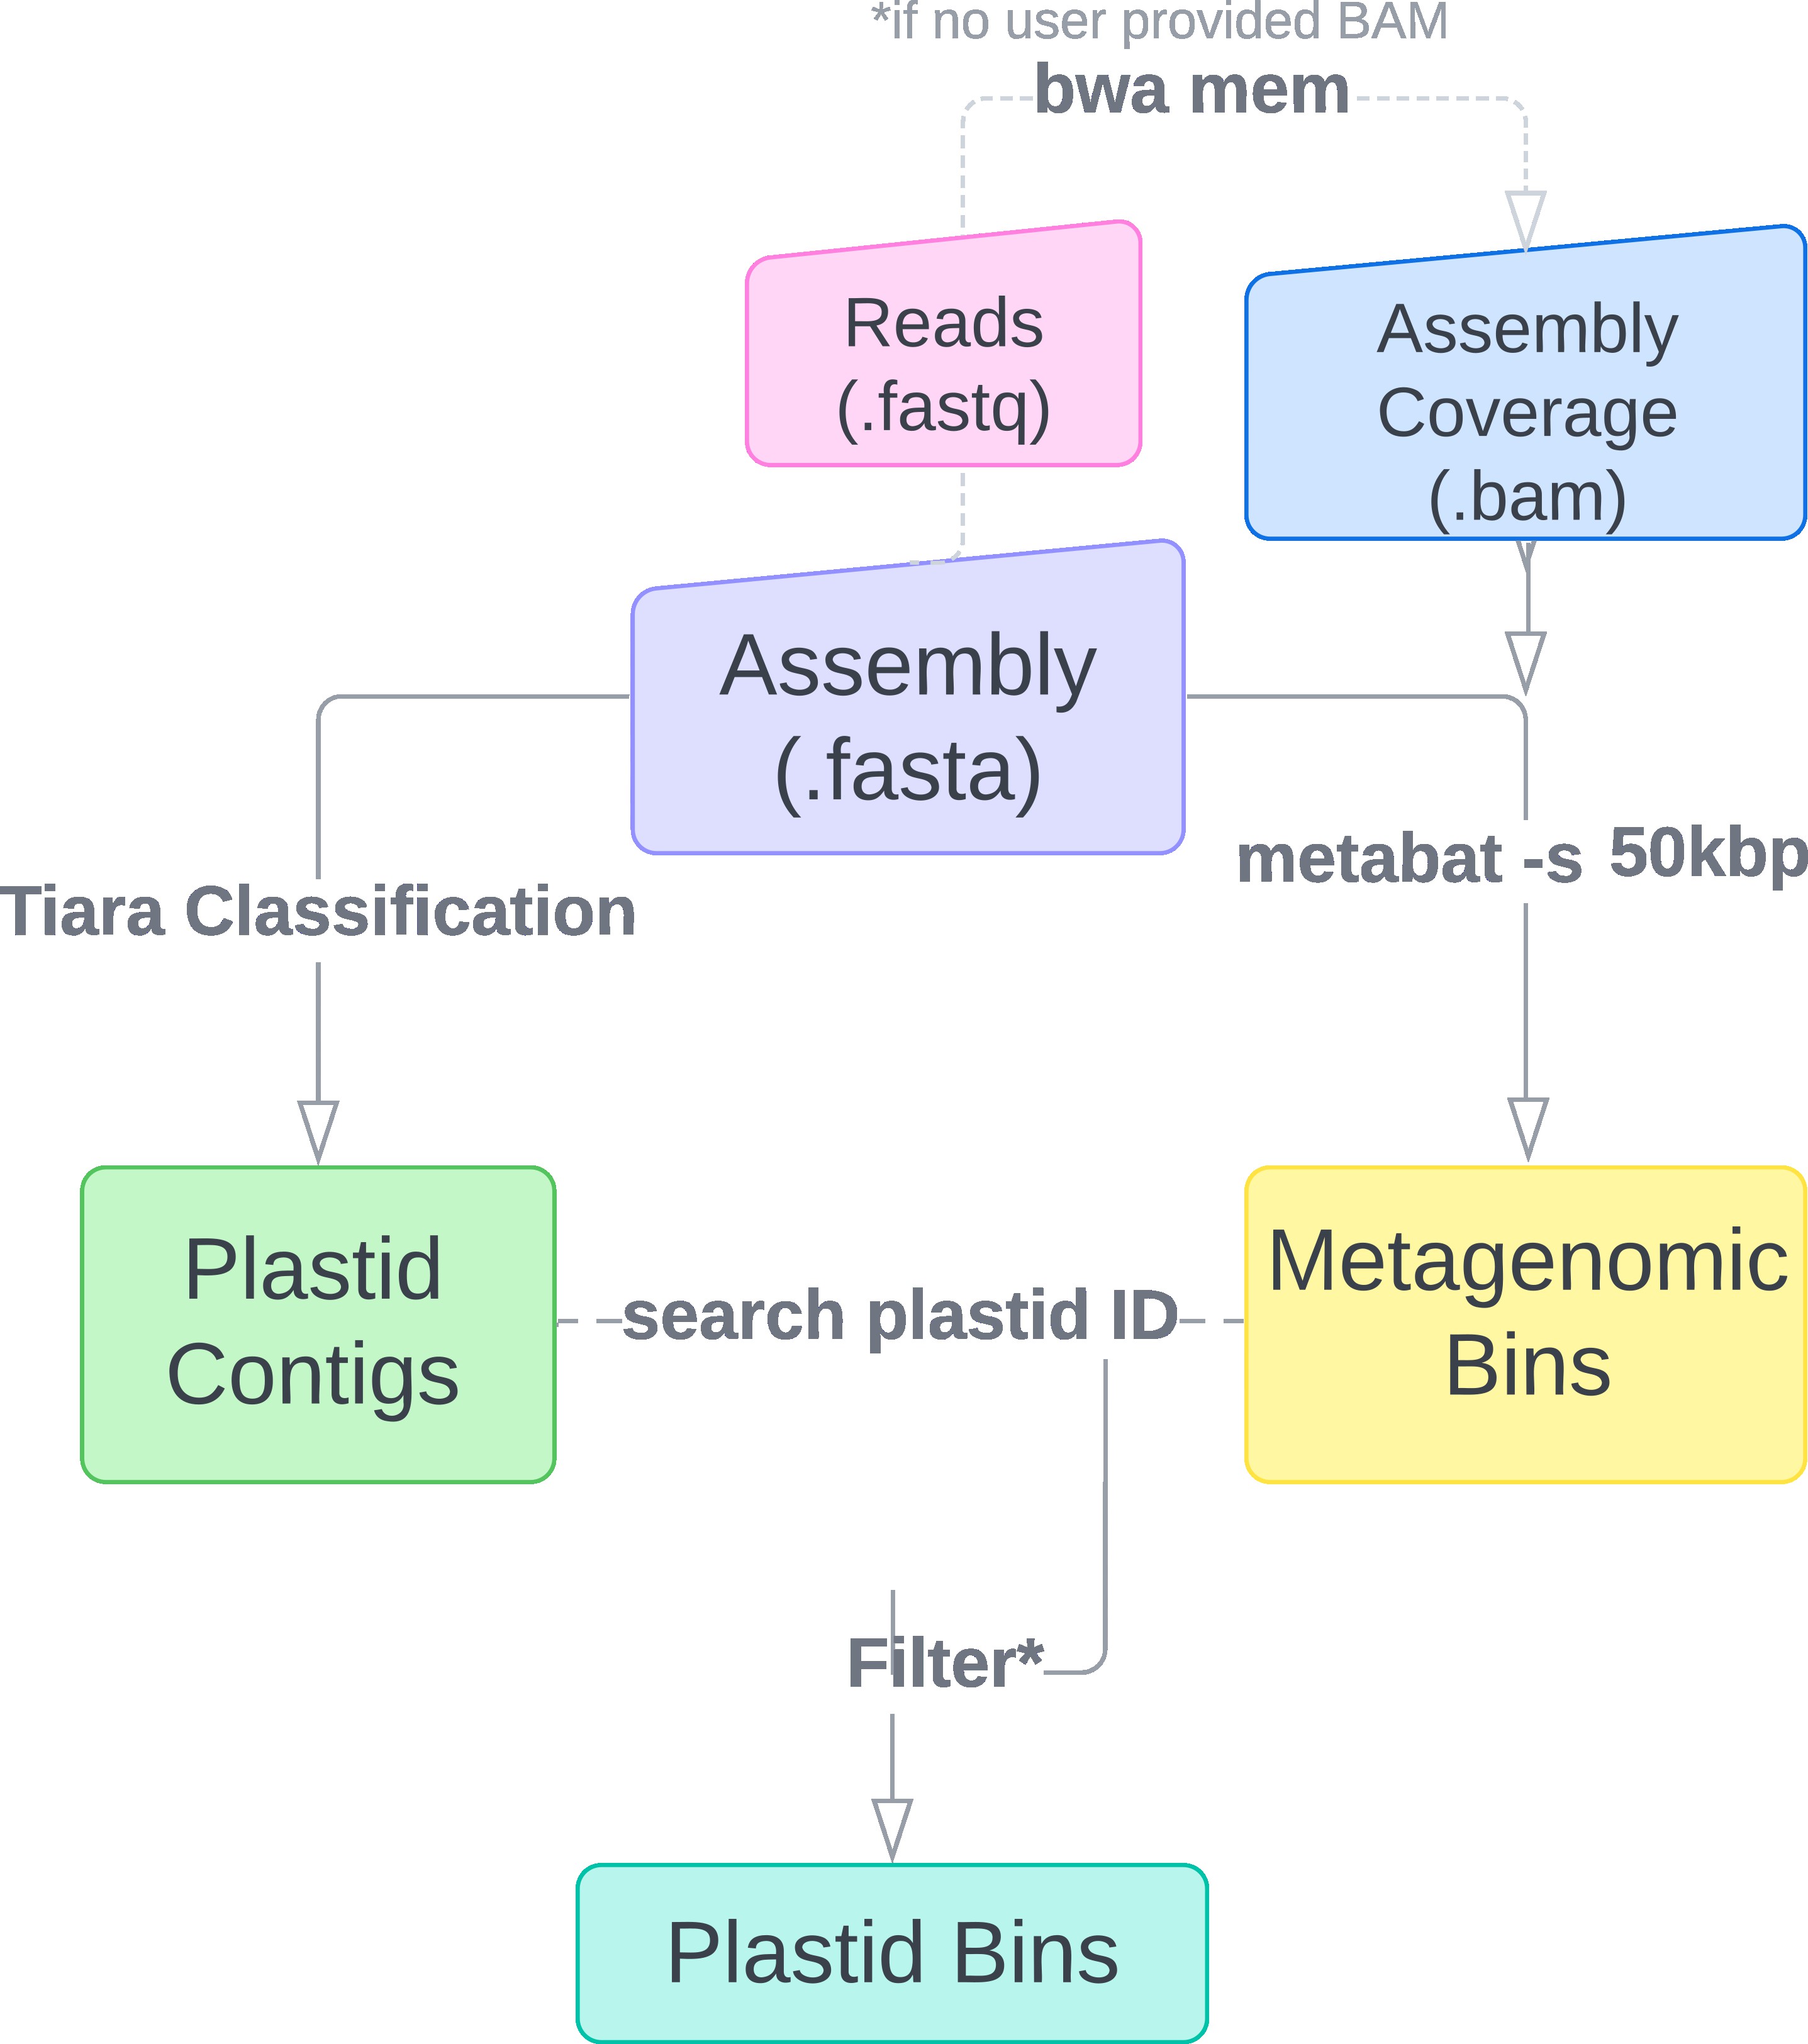 *if no user provided BAM
bwa mem
Reads
(.fastq)
Assembly
Coverage
(.bam)
Assembly
(.fasta)
Tiara Classification
metabat -s 50kbp
Plastid
Contigs
search plastid ID
Metagenomic
Bins
Filter*
Plastid Bins